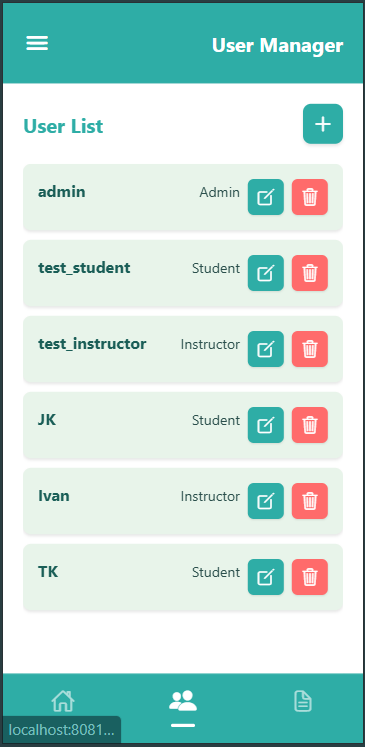 User Manager
User List
admin Admin
test_student Student
test_instructor Instructor
JK Student
Ivan Instructor
TK Student
localhost:8081...